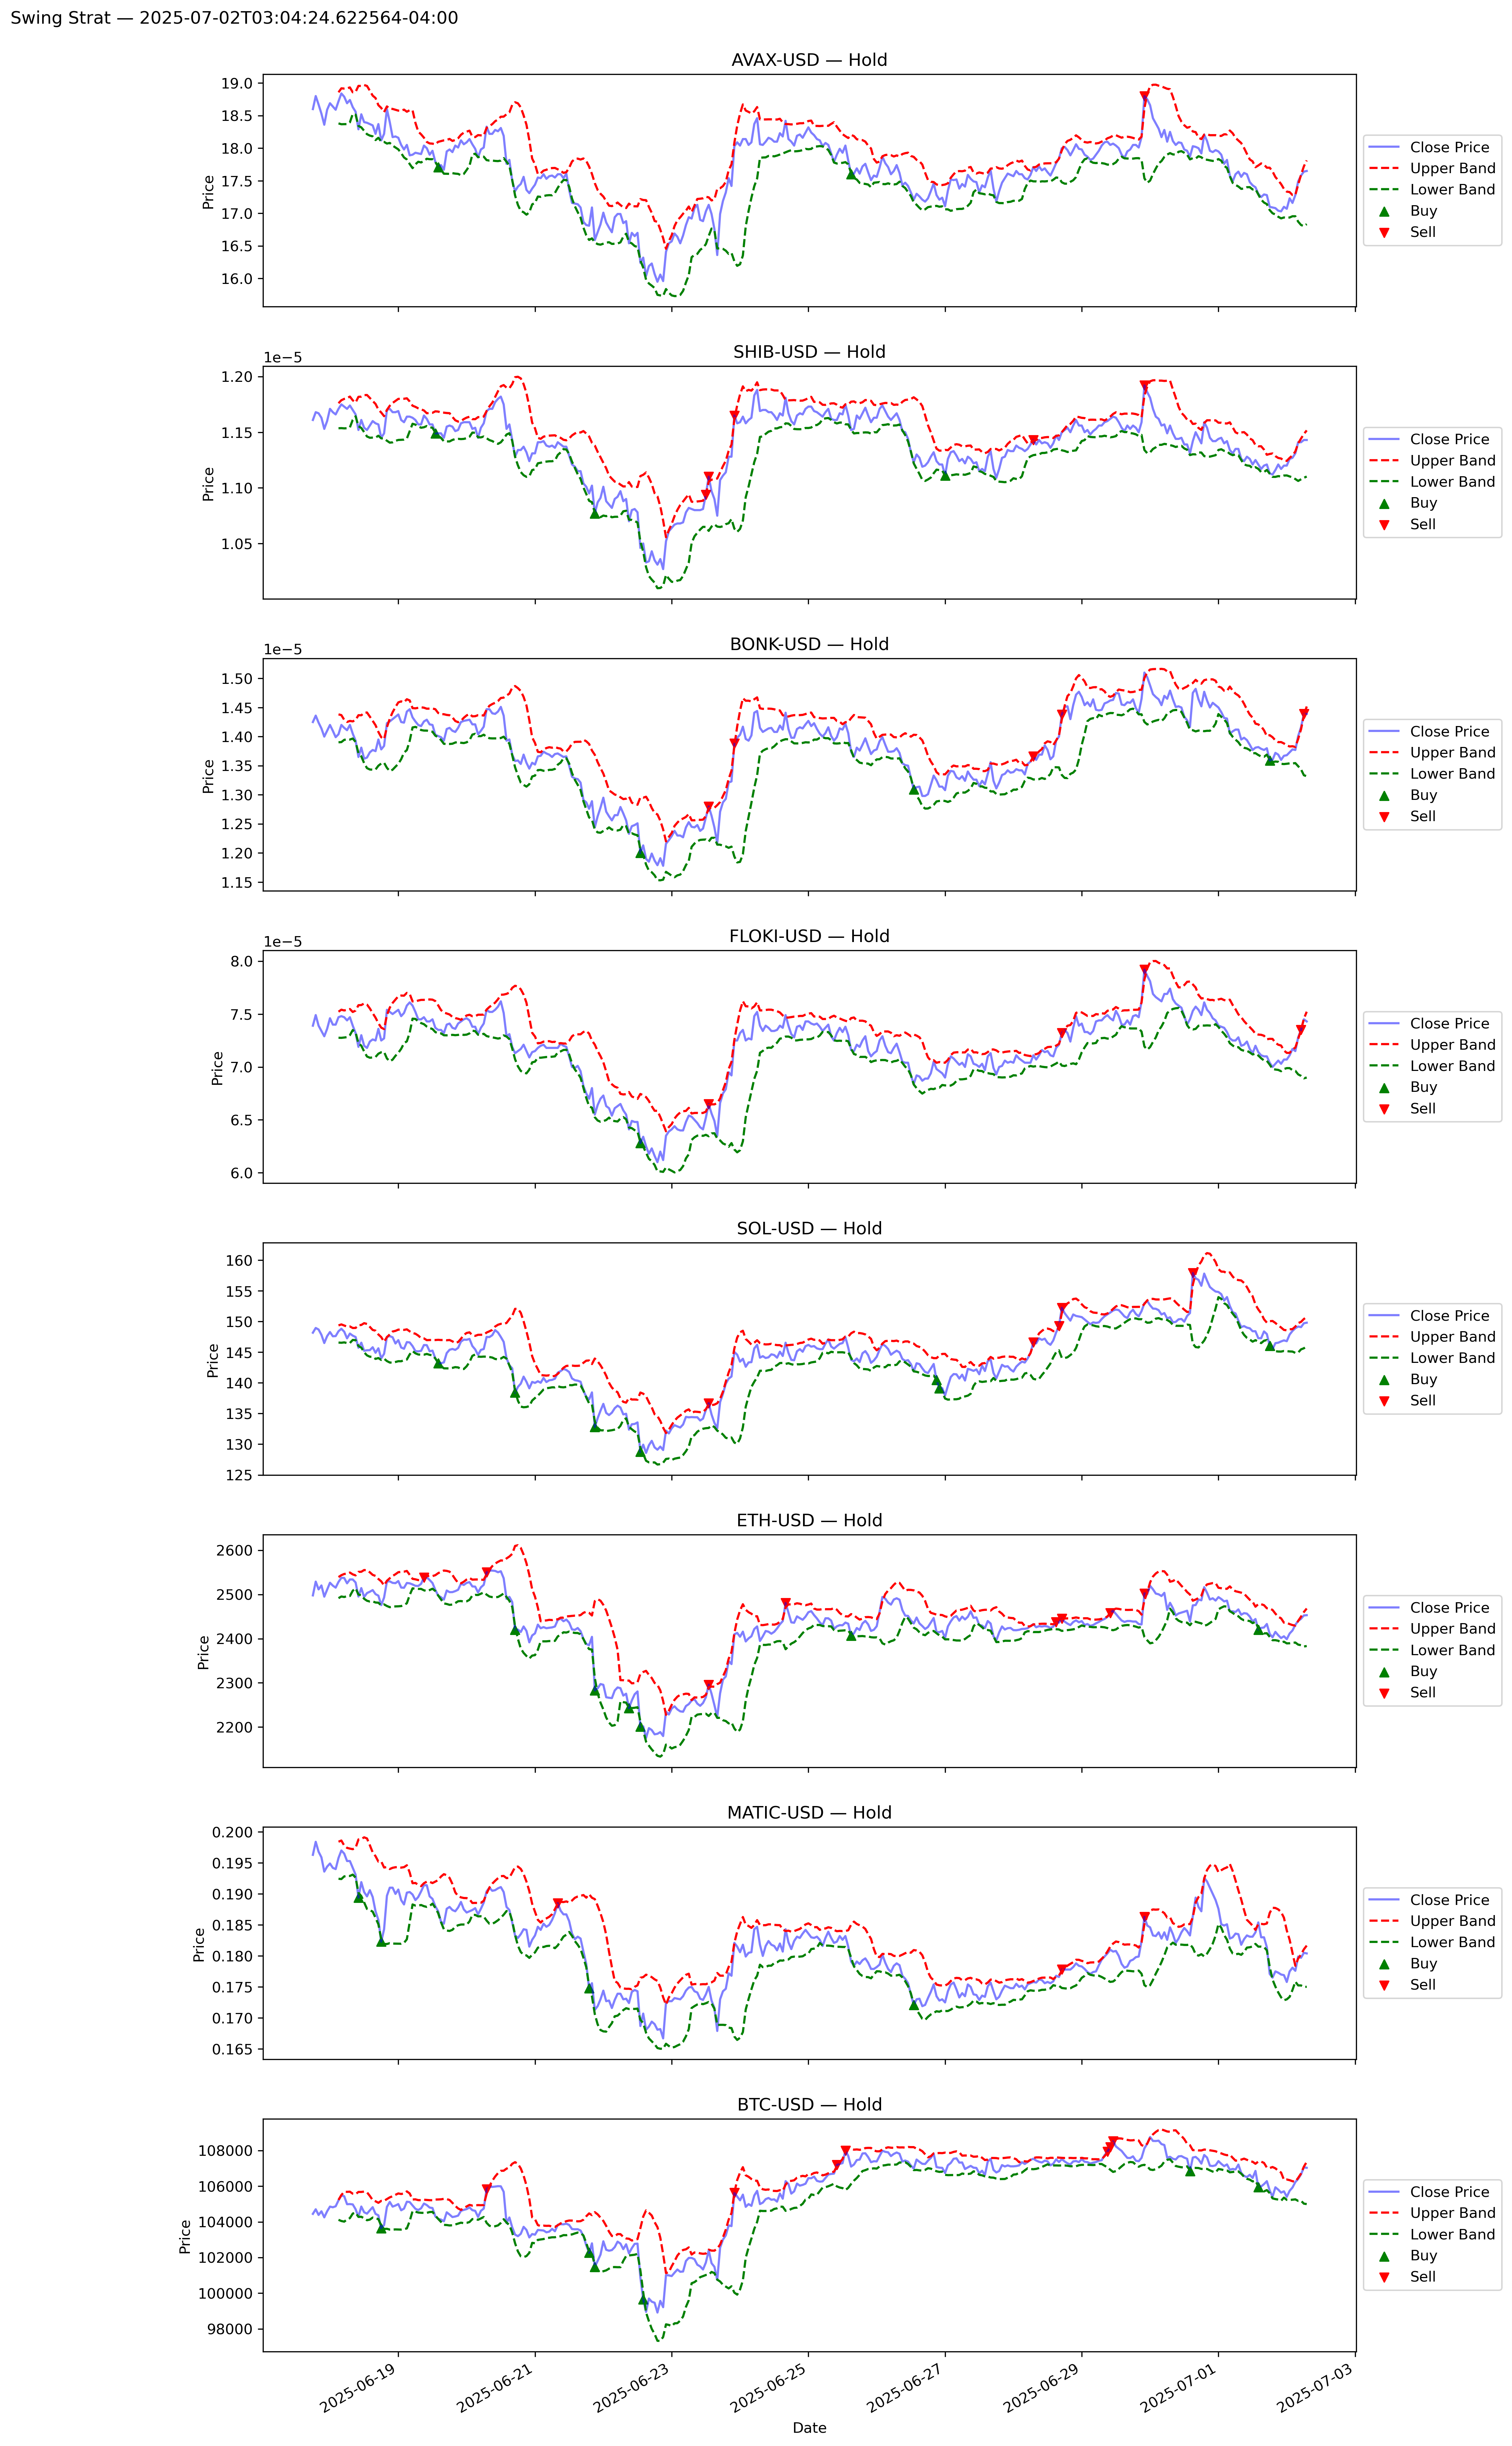 Swing Strat — 2025-07-02T03:04:24.622564-04:00
AVAX-USD — Hold
19.0
18.5
18.0
17.5
17.0
16.5
16.0
Price
Close Price
Upper Band
Lower Band
Buy
Sell
SHIB-USD — Hold
1e−5
1.20
1.15
1.10
1.05
Price
Close Price
Upper Band
Lower Band
Buy
Sell
BONK-USD — Hold
1e−5
1.50
1.45
1.40
1.35
1.30
1.25
1.20
1.15
Price
Close Price
Upper Band
Lower Band
Buy
Sell
FLOKI-USD — Hold
1e−5
8.0
7.5
7.0
6.5
6.0
Price
Close Price
Upper Band
Lower Band
Buy
Sell
SOL-USD — Hold
160
155
150
145
140
135
130
125
Price
Close Price
Upper Band
Lower Band
Buy
Sell
ETH-USD — Hold
2600
2500
2400
2300
2200
Price
Close Price
Upper Band
Lower Band
Buy
Sell
MATIC-USD — Hold
0.200
0.195
0.190
0.185
0.180
0.175
0.170
0.165
Price
Close Price
Upper Band
Lower Band
Buy
Sell
BTC-USD — Hold
108000
106000
104000
102000
100000
98000
Price
Close Price
Upper Band
Lower Band
Buy
Sell
2025-06-19
2025-06-21
2025-06-23
2025-06-25
2025-06-27
2025-06-29
2025-07-01
2025-07-03
Date